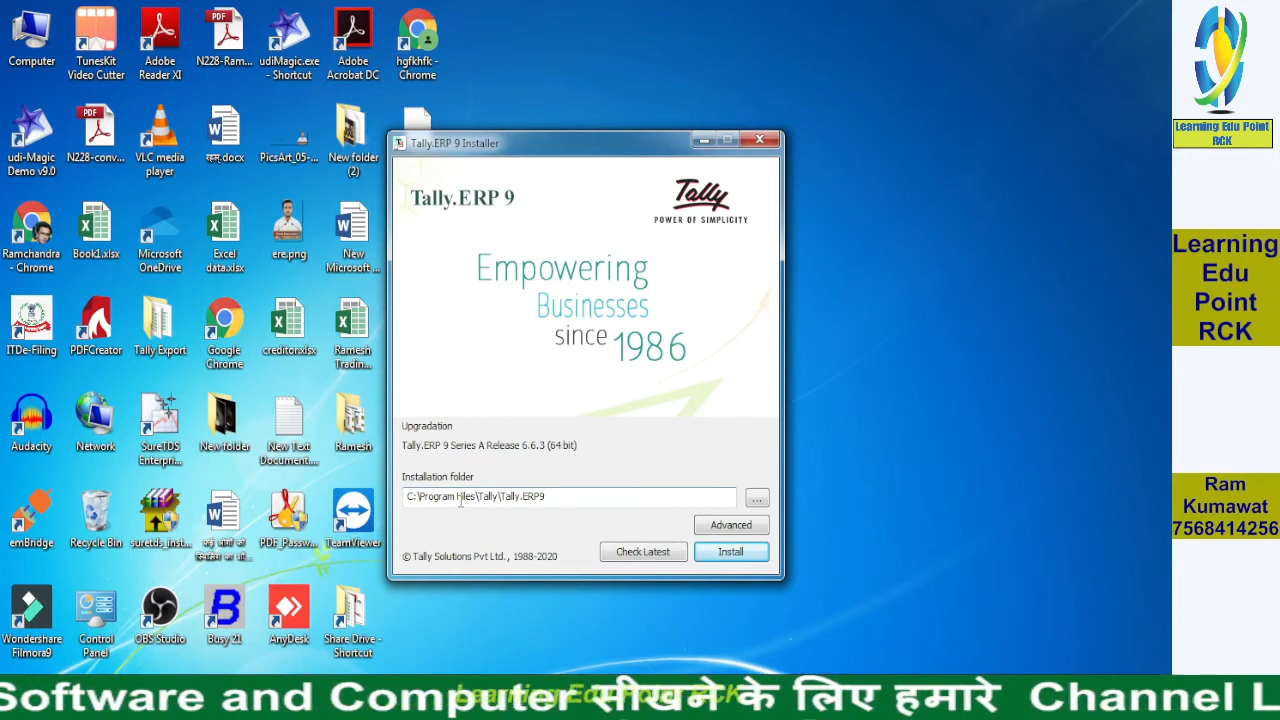 Computer
TunesKit
Video Cutter
Adobe
Reader XI
PDF
N228-Ram...
udiMagic.exe
- Shortcut
Adobe
Acrobat DC
hgfkhfk -
Chrome
udi-Magic
Demo v9.0
PDF
N228-conv...
VLC media
player
PicsArt_05-...
New folder
(2)
Ramchandra
- Chrome
Book1.xlsx
Microsoft
OneDrive
Excel
data.xlsx
ere.png
New
Microsoft ...
ITDe-Filing
PDFCreator
Tally Export
Google
Chrome
creditor.xlsx
Ramesh
Tradin...
Audacity
Network
SureTDS
Enterpri...
New folder
New Text
Document....
Ramesh
emBridge
Recycle Bin
suretds_inst...
PDF_Passw...
TeamViewer
Wondershare
Filmora9
Control
Panel
OBS Studio
Busy 21
AnyDesk
Share Drive -
Shortcut
Tally.ERP 9 Installer
Tally.ERP 9
Tally
POWER OF SIMPLICITY
Empowering
Businesses
since 1986
Upgradation
Tally.ERP 9 Series A Release 6.6.3 (64 bit)
Installation folder
C:\Program Files\Tally\Tally.ERP9
...
Advanced
© Tally Solutions Pvt Ltd., 1988-2020
Check Latest
Install
Learning Edu Point
RCK
Learning
Edu
Point
RCK
Ram
Kumawat
7568414256
Learning Edu Point RCK
Software and Computer सीखने के लिए हमारे Channel L